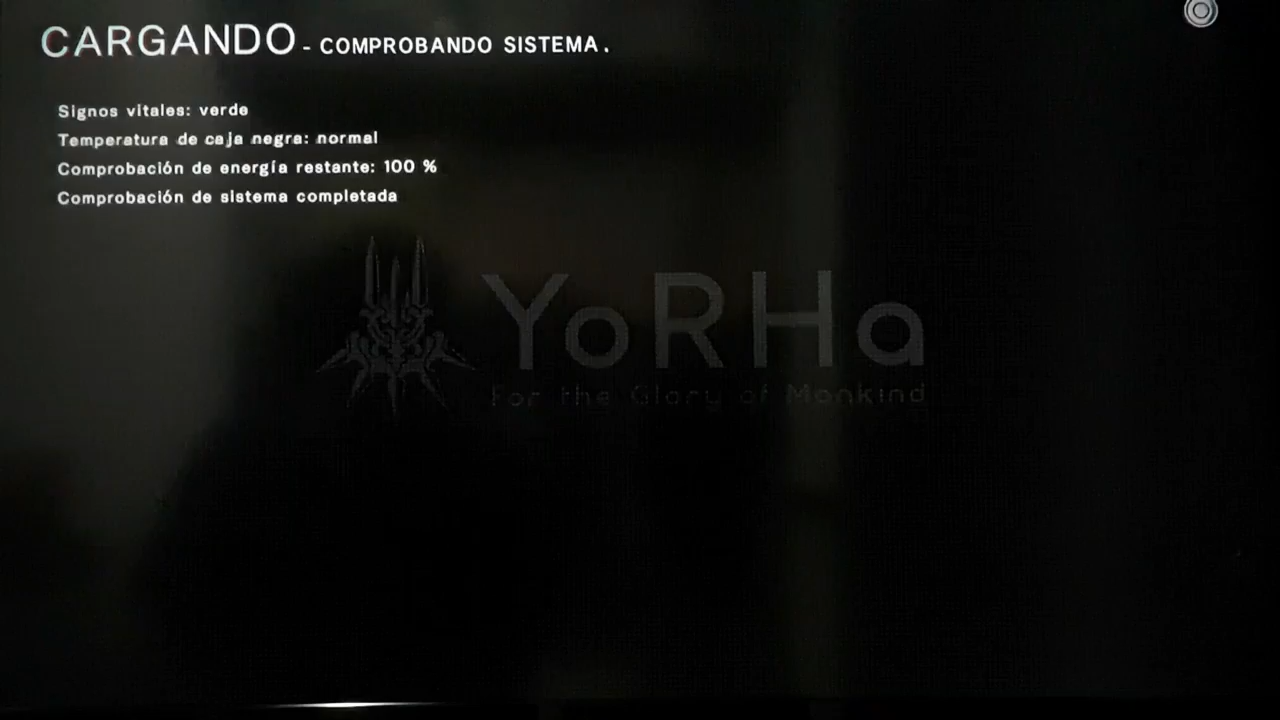 CARGANDO - COMPROBANDO SISTEMA.
Signos vitales: verde
Temperatura de caja negra: normal
Comprobación de energía restante: 100 %
Comprobación de sistema completada
YoRHa
For the Glory of Mankind